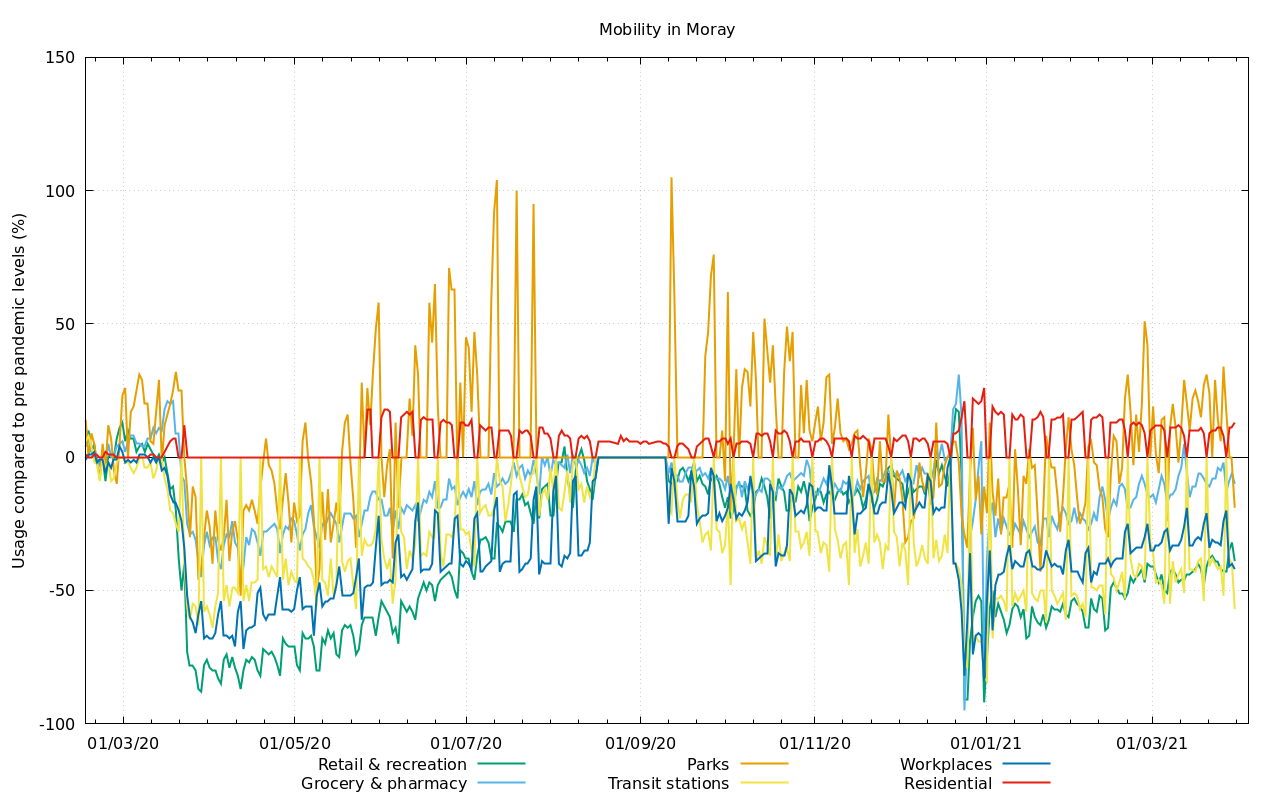 Mobility in Moray
Usage compared to pre pandemic levels (%)
150
100
50
0
-50
-100
01/03/20 01/05/20 01/07/20 01/09/20 01/11/20 01/01/21 01/03/21
Retail & recreation Parks Workplaces
Grocery & pharmacy Transit stations Residential